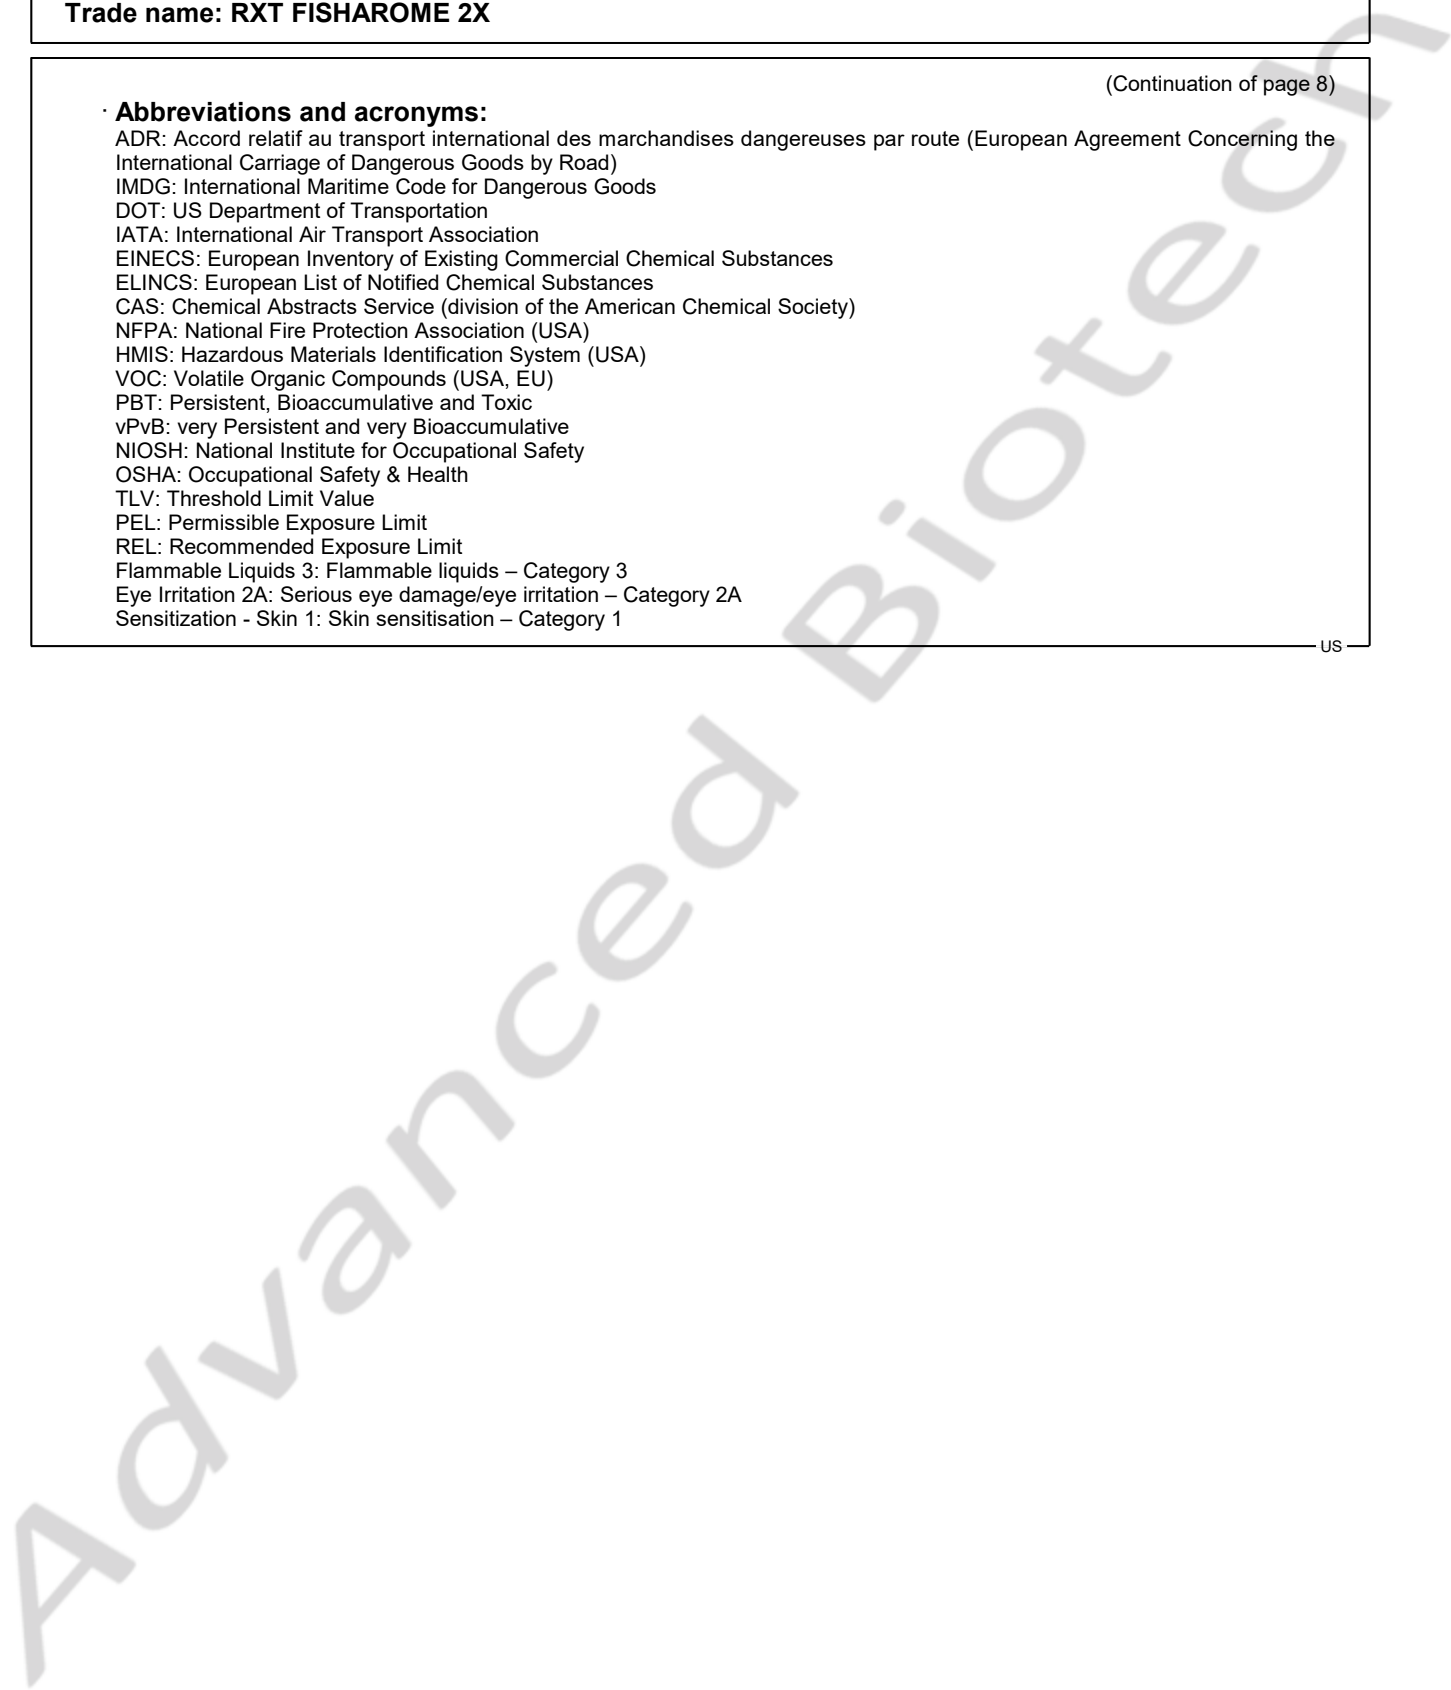 Trade name: RXT FISHAROME 2X
(Continuation of page 8)
· Abbreviations and acronyms:
ADR: Accord relatif au transport international des marchandises dangereuses par route (European Agreement Concerning the
International Carriage of Dangerous Goods by Road)
IMDG: International Maritime Code for Dangerous Goods
DOT: US Department of Transportation
IATA: International Air Transport Association
EINECS: European Inventory of Existing Commercial Chemical Substances
ELINCS: European List of Notified Chemical Substances
CAS: Chemical Abstracts Service (division of the American Chemical Society)
NFPA: National Fire Protection Association (USA)
HMIS: Hazardous Materials Identification System (USA)
VOC: Volatile Organic Compounds (USA, EU)
PBT: Persistent, Bioaccumulative and Toxic
vPvB: very Persistent and very Bioaccumulative
NIOSH: National Institute for Occupational Safety
OSHA: Occupational Safety & Health
TLV: Threshold Limit Value
PEL: Permissible Exposure Limit
REL: Recommended Exposure Limit
Flammable Liquids 3: Flammable liquids – Category 3
Eye Irritation 2A: Serious eye damage/eye irritation – Category 2A
Sensitization - Skin 1: Skin sensitisation – Category 1
US
Advanced Biotech